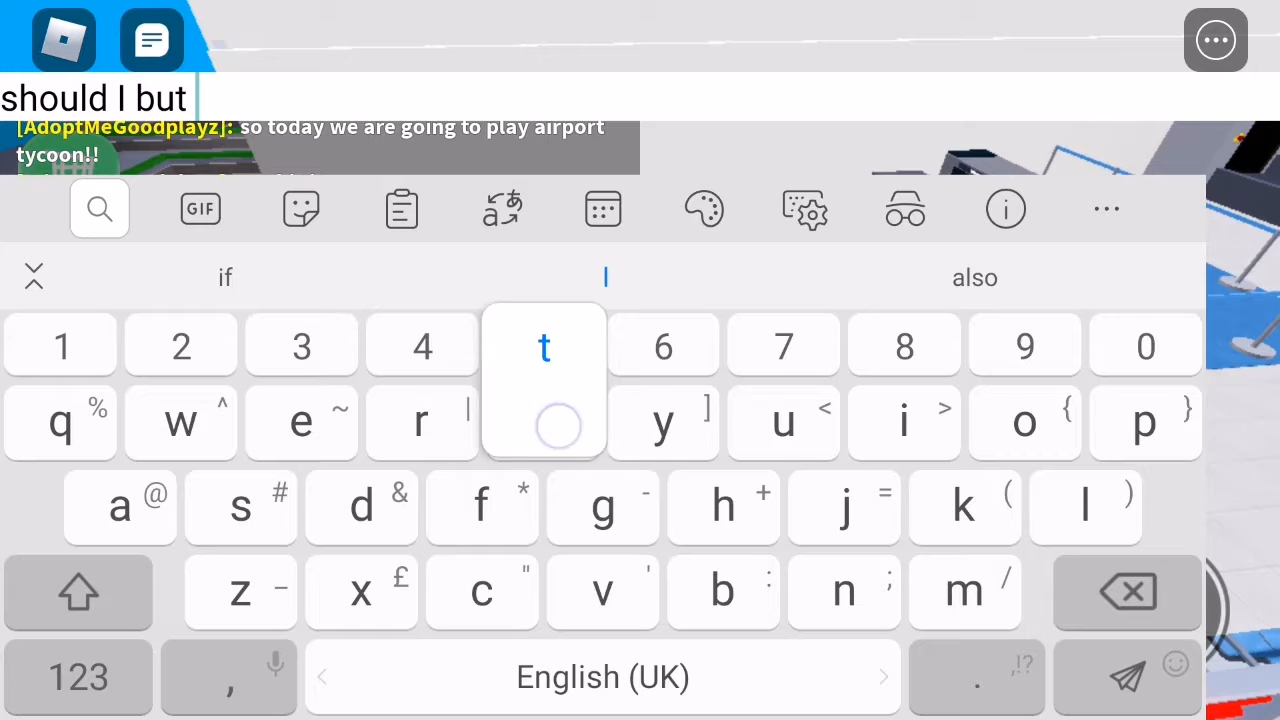 should I but
[AdoptMeGoodplayz]: so today we are going to play airport
tycoon!!
GIF
if I also
1 2 3 4 t 6 7 8 9 0
q % w ^ e ~ r | y ] u < i > o { p }
a @ s # d & f * g - h + j = k ( l )
z _ x £ c " v ' b : n ; m /
123 , English (UK) . ,!?